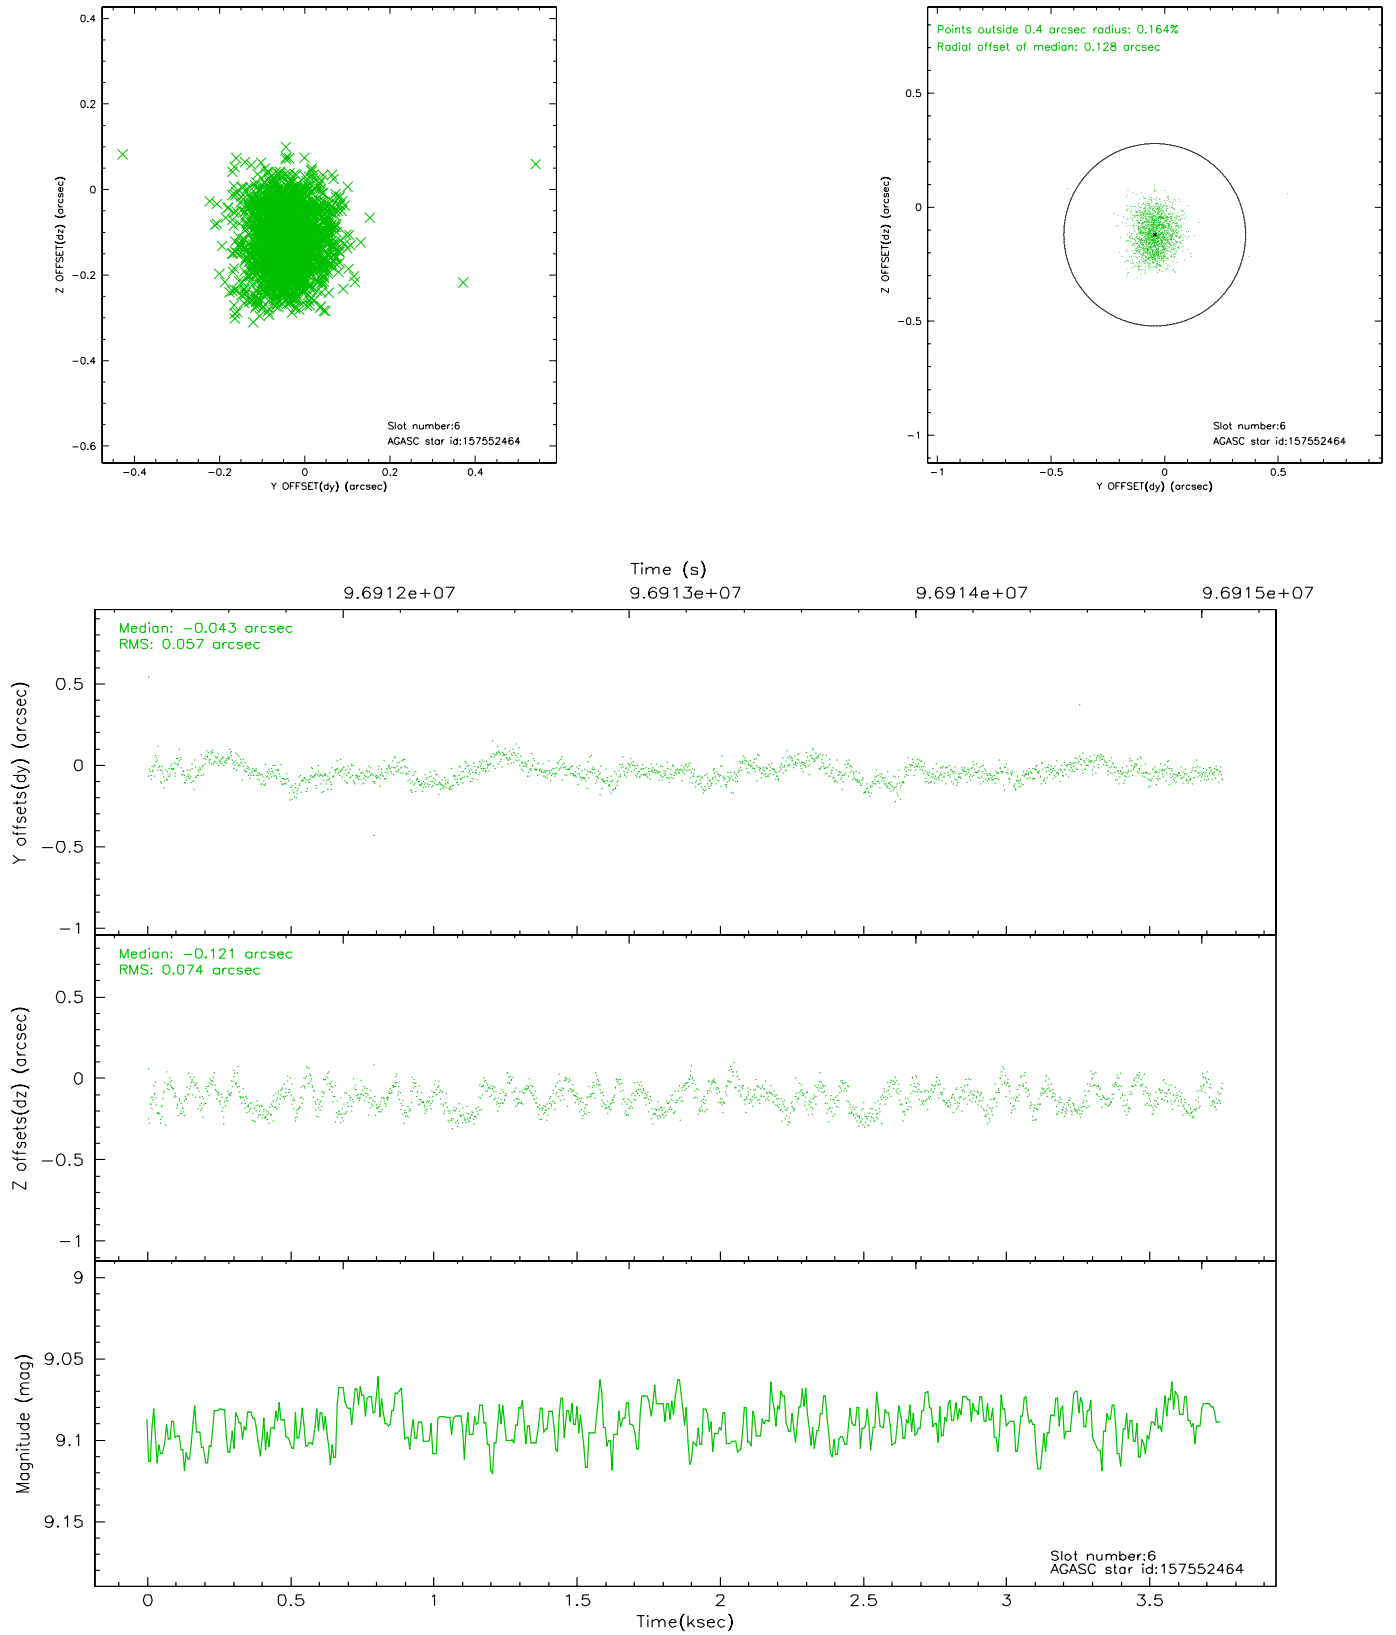 0.4
0.2
0
−0.2
−0.4
−0.6
Z OFFSET(dz) (arcsec)
Slot number:6
AGASC star id:157552464
−0.4 −0.2 0 0.2 0.4
Y OFFSET(dy) (arcsec)
Points outside 0.4 arcsec radius: 0.164%
Radial offset of median: 0.128 arcsec
0.5
0
−0.5
−1
Z OFFSET(dz) (arcsec)
Slot number:6
AGASC star id:157552464
−1 −0.5 0 0.5
Y OFFSET(dy) (arcsec)
Time (s)
9.6912e+07 9.6913e+07 9.6914e+07 9.6915e+07
Median: −0.043 arcsec
RMS: 0.057 arcsec
0.5
0
−0.5
−1
Y offsets(dy) (arcsec)
Median: −0.121 arcsec
RMS: 0.074 arcsec
0.5
0
−0.5
−1
Z offsets(dz) (arcsec)
9
9.05
9.1
9.15
Magnitude (mag)
Slot number:6
AGASC star id:157552464
0 0.5 1 1.5 2 2.5 3 3.5
Time(ksec)